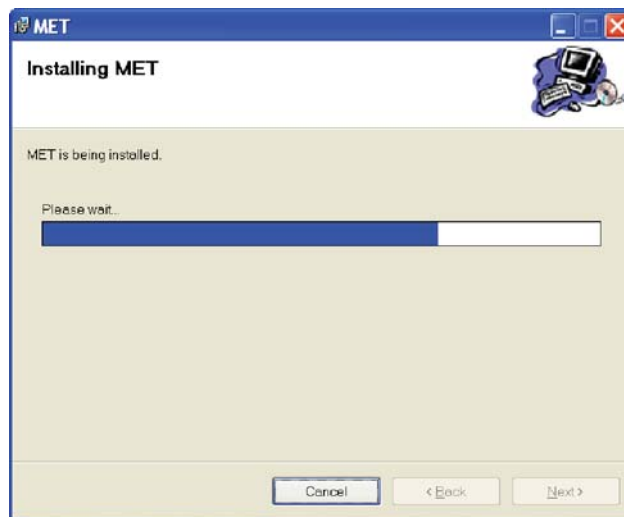 MET
Installing MET
MET is being installed.
Please wait...
Cancel
< Back
Next >